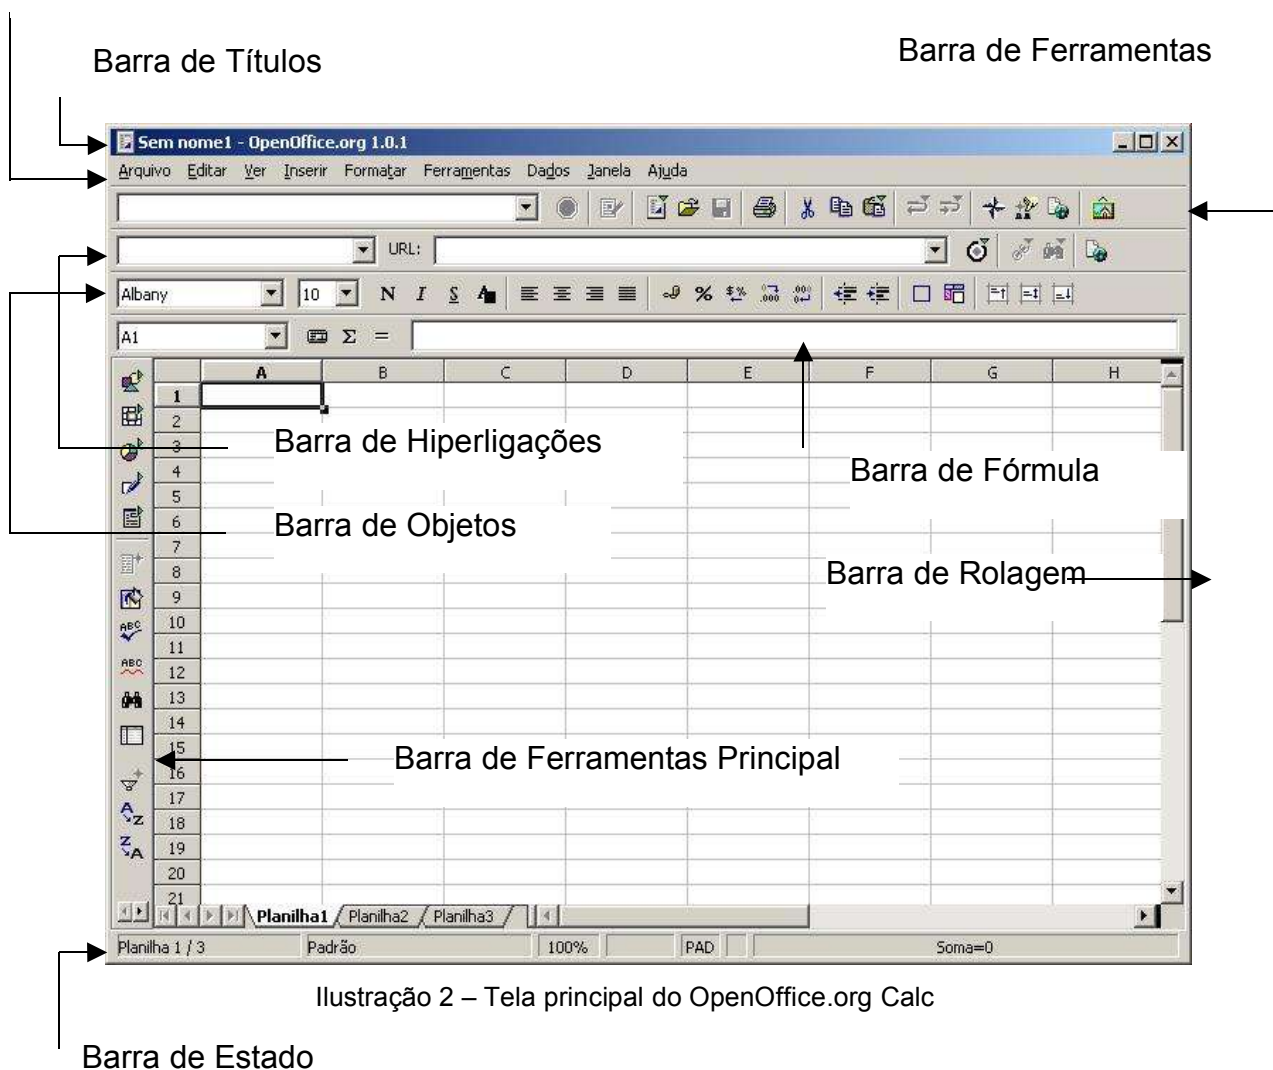 Barra de Títulos
Barra de Ferramentas
Sem nome1 - OpenOffice.org 1.0.1
Arquivo Editar Ver Inserir Formatar Ferramentas Dados Janela Ajuda
URL:
Albany 10 N I S A % $% .000 .000
A1 Σ =
A B C D E F G H
1
2
3
Barra de Hiperligações
4
Barra de Fórmula
5
6
Barra de Objetos
7
8
Barra de Rolagem
9
ABC
10
11
ABC
12
13
14
15
Barra de Ferramentas Principal
16
17
A Z
18
Z A
19
20
21
Planilha1 Planilha2 Planilha3
Planilha 1 / 3 Padrão 100% PAD Soma=0
Ilustração 2 – Tela principal do OpenOffice.org Calc
Barra de Estado